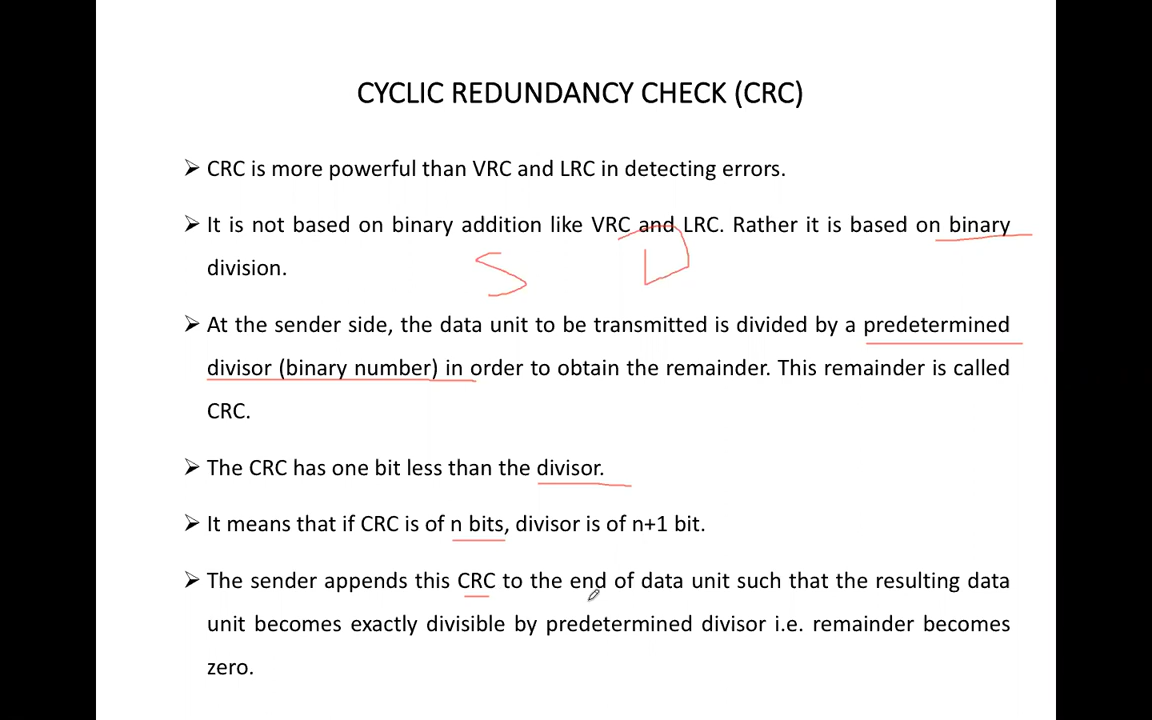 CYCLIC REDUNDANCY CHECK (CRC)
➢ CRC is more powerful than VRC and LRC in detecting errors.
➢ It is not based on binary addition like VRC and LRC. Rather it is based on binary
division.
S D
➢ At the sender side, the data unit to be transmitted is divided by a predetermined
divisor (binary number) in order to obtain the remainder. This remainder is called
CRC.
➢ The CRC has one bit less than the divisor.
➢ It means that if CRC is of n bits, divisor is of n+1 bit.
➢ The sender appends this CRC to the end of data unit such that the resulting data
unit becomes exactly divisible by predetermined divisor i.e. remainder becomes
zero.